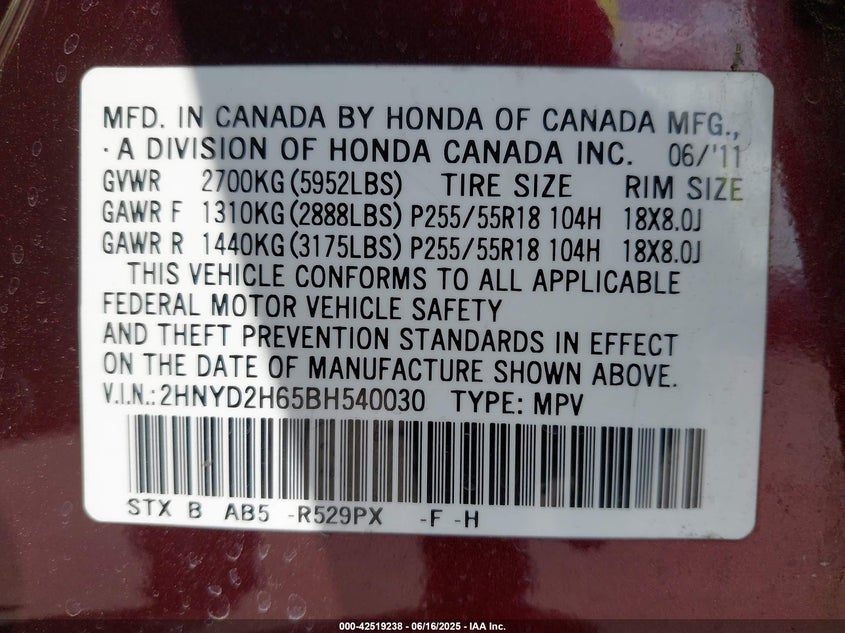 MFD. IN CANADA BY HONDA OF CANADA MFG.,
· A DIVISION OF HONDA CANADA INC. 06/'11
GVWR 2700KG (5952LBS) TIRE SIZE RIM SIZE
GAWR F 1310KG (2888LBS) P255/55R18 104H 18X8.0J
GAWR R 1440KG (3175LBS) P255/55R18 104H 18X8.0J
THIS VEHICLE CONFORMS TO ALL APPLICABLE
FEDERAL MOTOR VEHICLE SAFETY
AND THEFT PREVENTION STANDARDS IN EFFECT
ON THE DATE OF MANUFACTURE SHOWN ABOVE.
V.I.N.: 2HNYD2H65BH540030 TYPE: MPV
STX B AB5 -R529PX -F -H
000-42519238 - 06/16/2025 - IAA Inc.